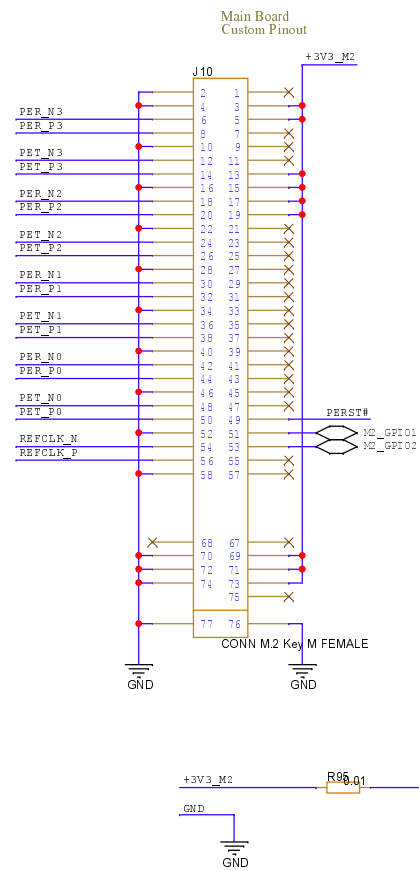 Main Board
Custom Pinout
+3V3_M2
J10
2 1
4 3
PER_N3 6 5
PER_P3 8 7
10 9
PET_N3 12 11
PET_P3 14 13
16 15
PER_N2 18 17
PER_P2 20 19
22 21
PET_N2 24 23
PET_P2 26 25
28 27
PER_N1 30 29
PER_P1 32 31
34 33
PET_N1 36 35
PET_P1 38 37
40 39
PER_N0 42 41
PER_P0 44 43
46 45
PET_N0 48 47
PET_P0 50 49 PERST#
52 51 M2_GPIO1
REFCLK_N 54 53 M2_GPIO2
REFCLK_P 56 55
58 57
68 67
70 69
72 71
74 73
75
77 76
CONN M.2 Key M FEMALE
GND GND
+3V3_M2 R95 0.01
GND
GND